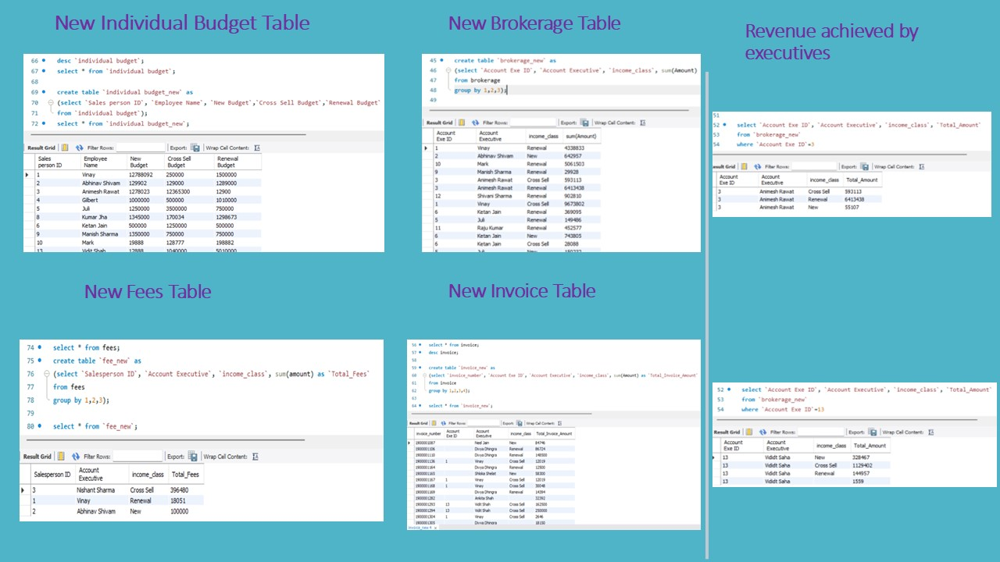 New Individual Budget Table
66 desc `individual budget`;
67 select * from `individual budget`;
68
69 create table `individual budget_new` as
70 (select `Sales person ID`, `Employee Name`, `New Budget`,`Cross Sell Budget`,`Renewal Budget`
71 from `individual budget`);
72 select * from `individual budget_new`;
Result Grid Filter Rows: Export: Wrap Cell Content:
Sales person ID Employee Name New Budget Cross Sell Budget Renewal Budget
1 Vinay 12788092 250000 1500000
2 Abhinav Shivam 129902 129000 1289000
3 Animesh Rawat 1278023 12365300 12900
4 Gilbert 1000000 500000 1010000
5 Juli 1250000 3500000 750000
8 Kumar Jha 1345000 170034 1298673
6 Ketan Jain 500000 1250000 500000
9 Manish Sharma 1350000 750000 750000
10 Mark 19888 128777 198882
13 Vidit Shah 12888 1040000 5010000
New Brokerage Table
45 create table `brokerage_new` as
46 (select `Account Exe ID`, `Account Executive`, `income_class`, sum(Amount)
47 from brokerage
48 group by 1,2,3);
49
Result Grid Filter Rows: Export: Wrap Cell Content:
Account Exe ID Account Executive income_class sum(Amount)
1 Vinay Renewal 4338833
2 Abhinav Shivam New 642957
10 Mark Renewal 5061503
9 Manish Sharma Renewal 29928
3 Animesh Rawat Cross Sell 593113
3 Animesh Rawat Renewal 6413438
12 Shivani Sharma Renewal 902810
1 Vinay Cross Sell 9673802
6 Ketan Jain Renewal 369095
5 Juli Renewal 149486
11 Raju Kumar Renewal 452577
6 Ketan Jain New 743805
6 Ketan Jain Cross Sell 28088
5 Juli New
Revenue achieved by
executives
51
52 select `Account Exe ID`, `Account Executive`, `income_class`, `Total_Amount`
53 from `brokerage_new`
54 where `Account Exe ID`=3
Result Grid Filter Rows: Export: Wrap Cell Content:
Account Exe ID Account Executive income_class Total_Amount
3 Animesh Rawat Cross Sell 593113
3 Animesh Rawat Renewal 6413438
3 Animesh Rawat New 55107
New Fees Table
74 select * from fees;
75 create table `fee_new` as
76 (select `Salesperson ID`, `Account Executive`, `income_class`, sum(amount) as `Total_Fees`
77 from fees
78 group by 1,2,3);
79
80 select * from `fee_new`;
Result Grid Filter Rows: Export: Wrap Cell Content:
Salesperson ID Account Executive income_class Total_Fees
3 Nishant Sharma Cross Sell 396480
1 Vinay Renewal 18051
2 Abhinav Shivam New 100000
New Invoice Table
56 select * from invoice;
57 desc invoice;
58
59 create table `invoice_new` as
60 (select `invoice_number`, `Account Exe ID`, `Account Executive`, `income_class`, sum(Amount) as `Total_Invoice_Amount`
61 from invoice
62 group by 1,2,3,4);
63
64 select * from `invoice_new`;
Result Grid Filter Rows: Export: Wrap Cell Content:
invoice_number Account Exe ID Account Executive income_class Total_Invoice_Amount
1900001087 Neel Jain New 84746
1900001106 Divya Dhingra Renewal 86724
1900001110 Divya Dhingra Renewal 148500
1900001136 1 Vinay Cross Sell 12019
1900001164 Divya Dhingra Renewal 12500
1900001165 Shloka Shelat New 58300
1900001167 1 Vinay Cross Sell 12019
1900001168 1 Vinay Cross Sell 30048
1900001169 Divya Dhingra Renewal 14394
1900001282 Ankita Shah 32392
1900001293 13 Vidit Shah Cross Sell 162500
1900001294 13 Vidit Shah Cross Sell 250000
1900001304 1 Vinay Cross Sell 2646
1900001305 Divya Dhingra 18150
invoice_new 4
52 select `Account Exe ID`, `Account Executive`, `income_class`, `Total_Amount`
53 from `brokerage_new`
54 where `Account Exe ID`=13
Result Grid Filter Rows: Export: Wrap Cell Content:
Account Exe ID Account Executive income_class Total_Amount
13 Vididt Saha New 328467
13 Vididt Saha Cross Sell 1129402
13 Vididt Saha Renewal 144957
13 Vididt Saha 1559